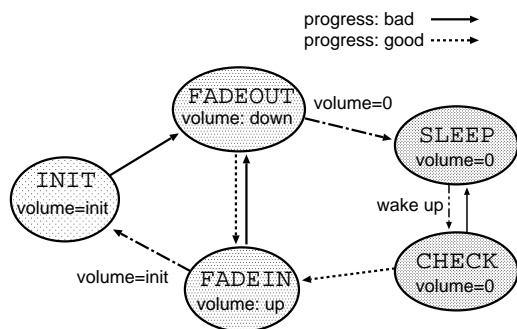 progress: bad
progress: good
FADEOUT
volume: down
volume=0
SLEEP
volume=0
INIT
volume=init
wake up
volume=init
FADEIN
volume: up
CHECK
volume=0